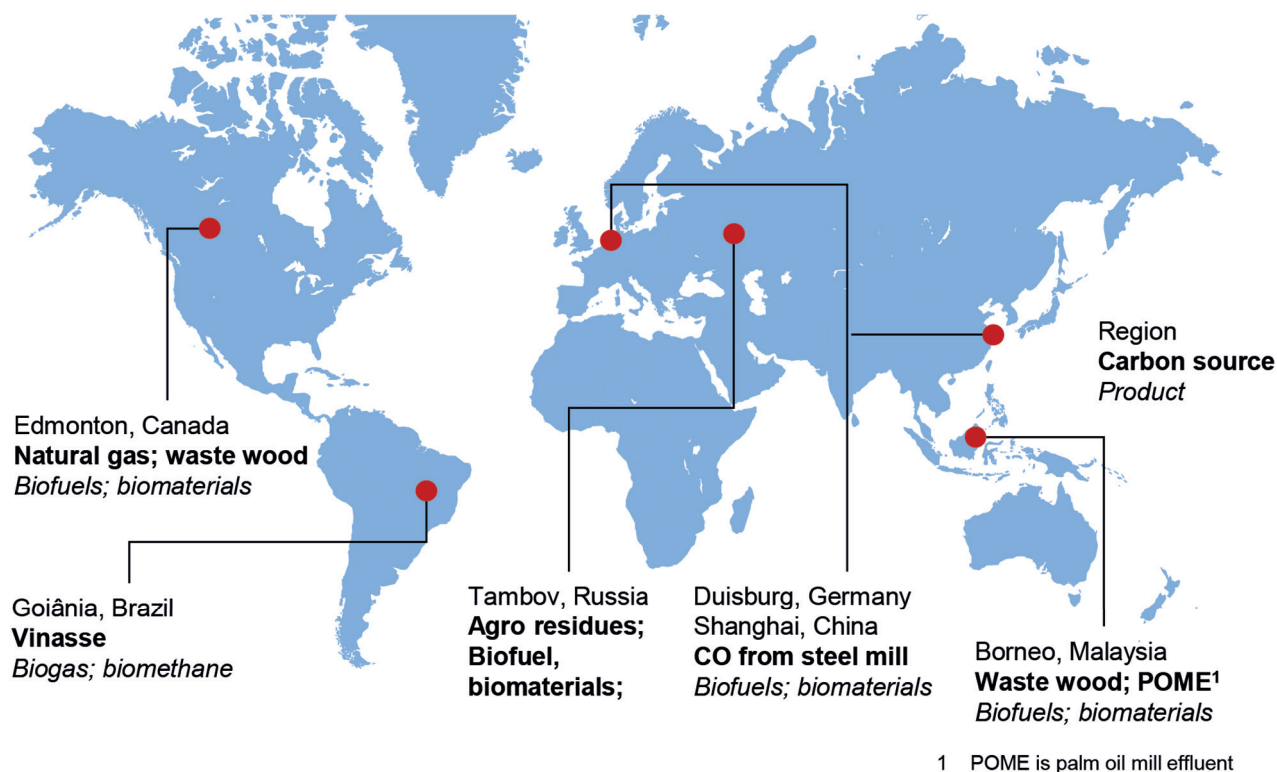 Region
Carbon source
Product
Edmonton, Canada
Natural gas; waste wood
Biofuels; biomaterials
Goiânia, Brazil
Vinasse
Biogas; biomethane
Tambov, Russia
Agro residues;
Biofuel,
biomaterials;
Duisburg, Germany
Shanghai, China
CO from steel mill
Biofuels; biomaterials
Borneo, Malaysia
Waste wood; POME¹
Biofuels; biomaterials
1 POME is palm oil mill effluent